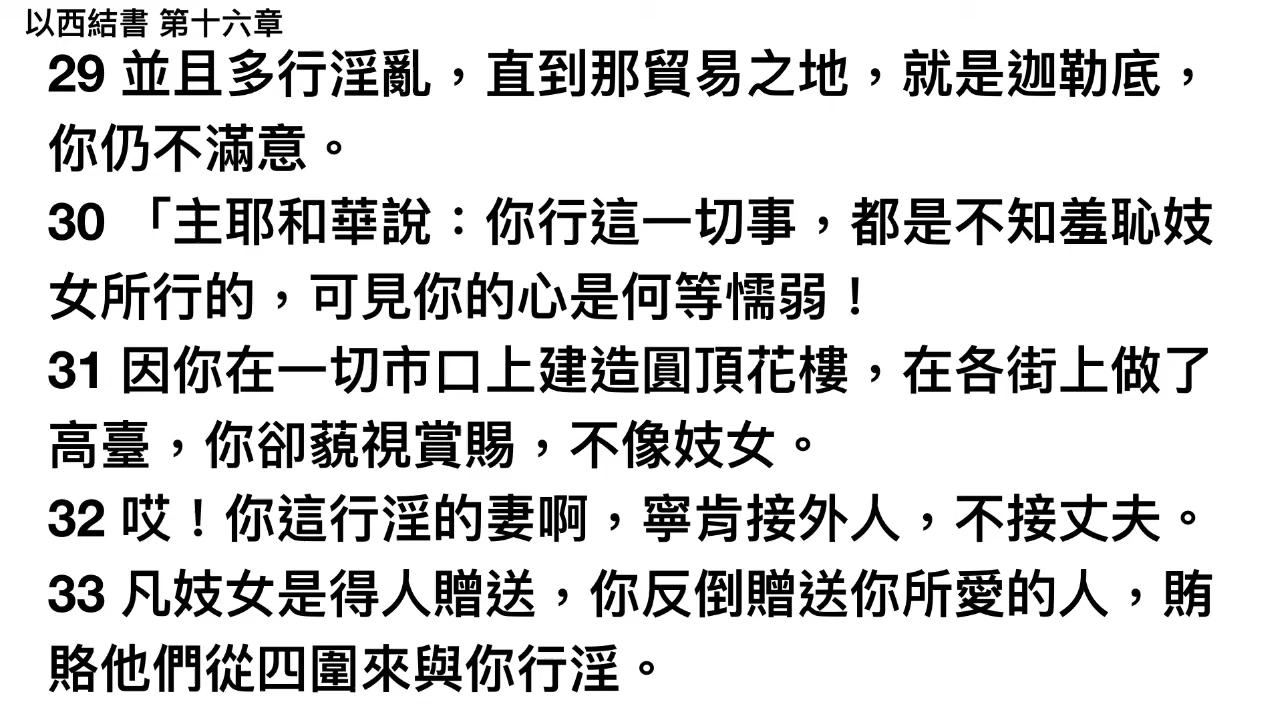 以西結書 第十六章
29 並且多行淫亂，直到那貿易之地，就是迦勒底，
你仍不滿意。
30 「主耶和華說：你行這一切事，都是不知羞恥妓
女所行的，可見你的心是何等懦弱！
31 因你在一切市口上建造圓頂花樓，在各街上做了
高臺，你卻藐視賞賜，不像妓女。
32 哎！你這行淫的妻啊，寧肯接外人，不接丈夫。
33 凡妓女是得人贈送，你反倒贈送你所愛的人，賄
賂他們從四圍來與你行淫。